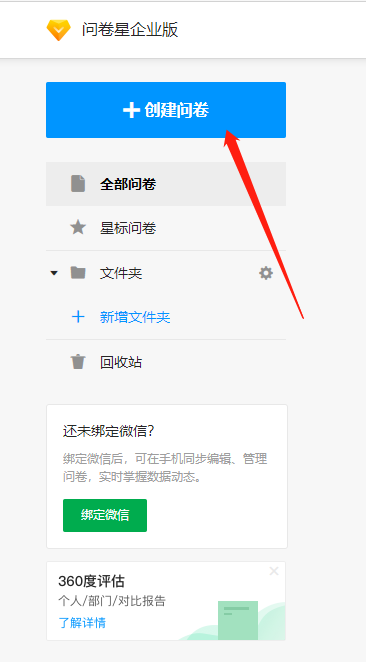 问卷星企业版
+ 创建问卷
全部问卷
星标问卷
文件夹
+ 新增文件夹
回收站
还未绑定微信?
绑定微信后，可在手机同步编辑、管理
问卷，实时掌握数据动态。
绑定微信
360度评估
个人/部门/对比报告
了解详情